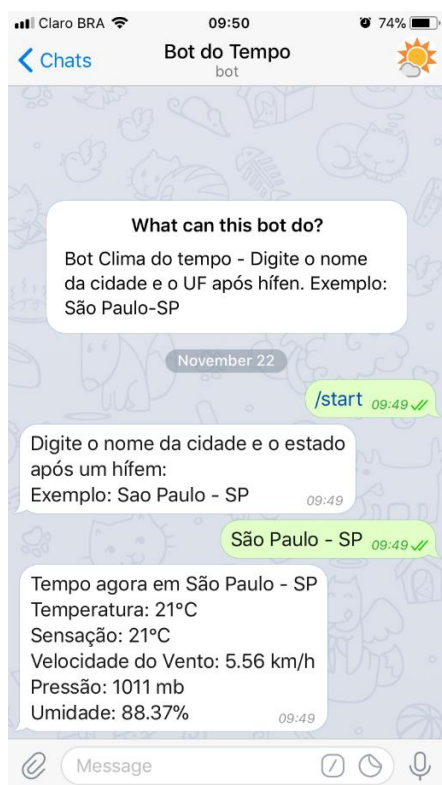 Claro BRA
09:50
74%
Chats
Bot do Tempo
bot
What can this bot do?
Bot Clima do tempo - Digite o nome
da cidade e o UF após hífen. Exemplo:
São Paulo-SP
November 22
/start 09:49
Digite o nome da cidade e o estado
após um hífem:
Exemplo: Sao Paulo - SP 09:49
São Paulo - SP 09:49
Tempo agora em São Paulo - SP
Temperatura: 21°C
Sensação: 21°C
Velocidade do Vento: 5.56 km/h
Pressão: 1011 mb
Umidade: 88.37% 09:49
Message